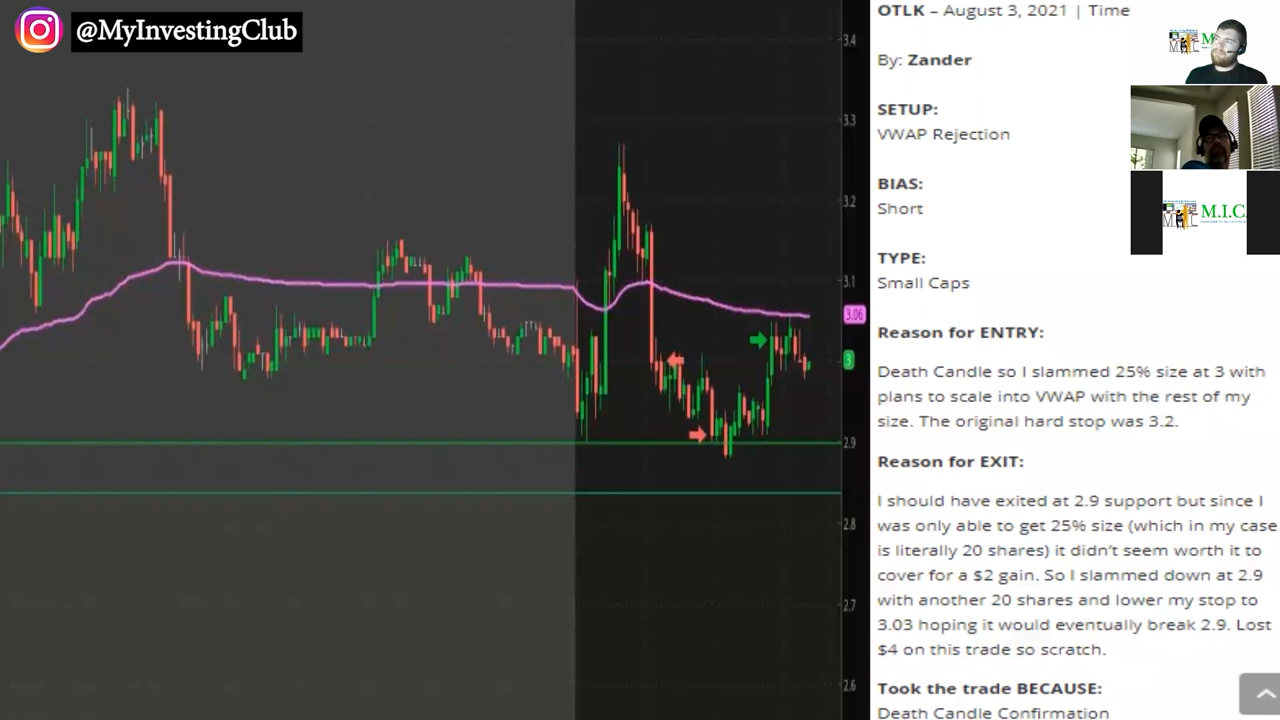 @MyInvestingClub
OTLK – August 3, 2021 | Time
By: Zander
SETUP:
VWAP Rejection
BIAS:
Short
TYPE:
Small Caps
Reason for ENTRY:
Death Candle so I slammed 25% size at 3 with
plans to scale into VWAP with the rest of my
size. The original hard stop was 3.2.
Reason for EXIT:
I should have exited at 2.9 support but since I
was only able to get 25% size (which in my case
is literally 20 shares) it didn't seem worth it to
cover for a $2 gain. So I slammed down at 2.9
with another 20 shares and lower my stop to
3.03 hoping it would eventually break 2.9. Lost
$4 on this trade so scratch.
Took the trade BECAUSE:
Death Candle Confirmation
3.4
3.3
3.2
3.1
3.06
3
2.9
2.8
2.7
2.6
M.I.C.